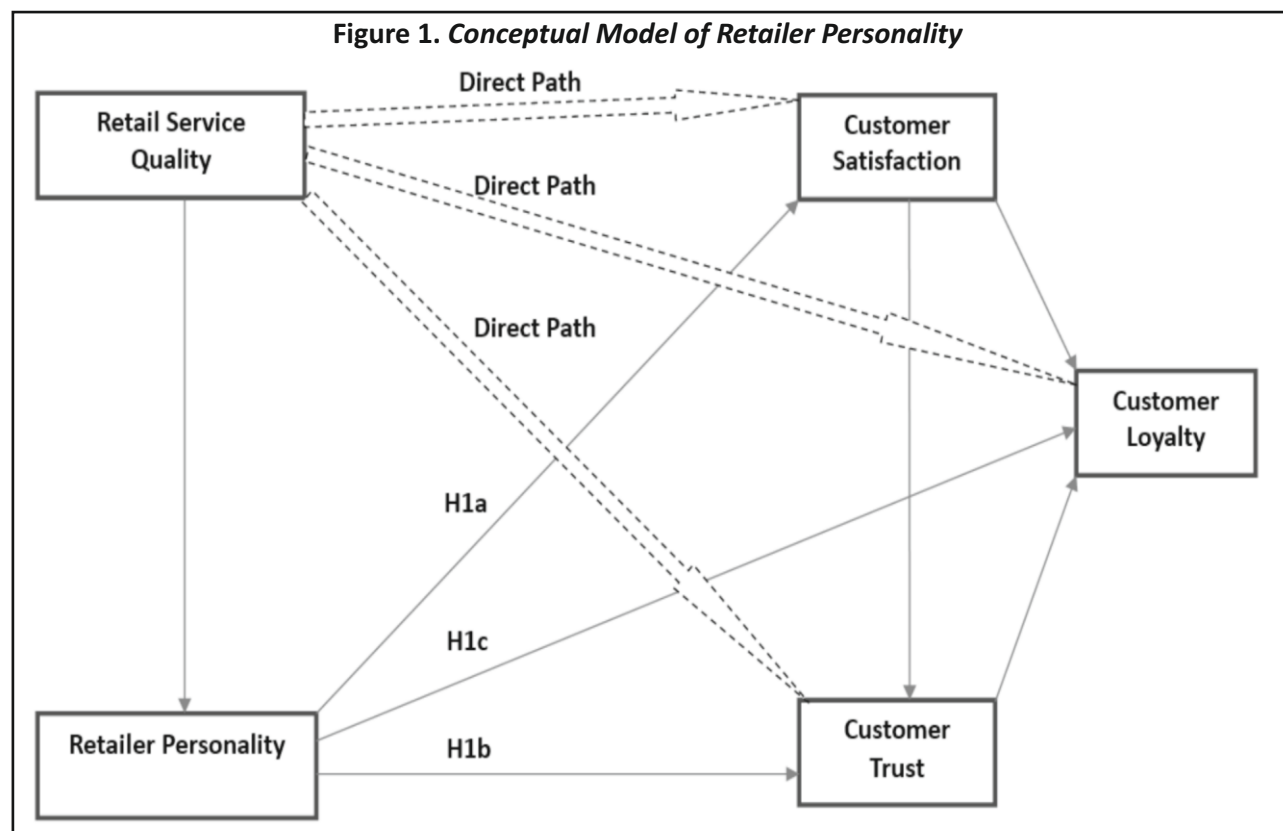 Figure 1. Conceptual Model of Retailer Personality
Direct Path
Retail Service
Quality
Customer
Satisfaction
Direct Path
Direct Path
Customer
Loyalty
H1a
H1c
Retailer Personality
H1b
Customer
Trust